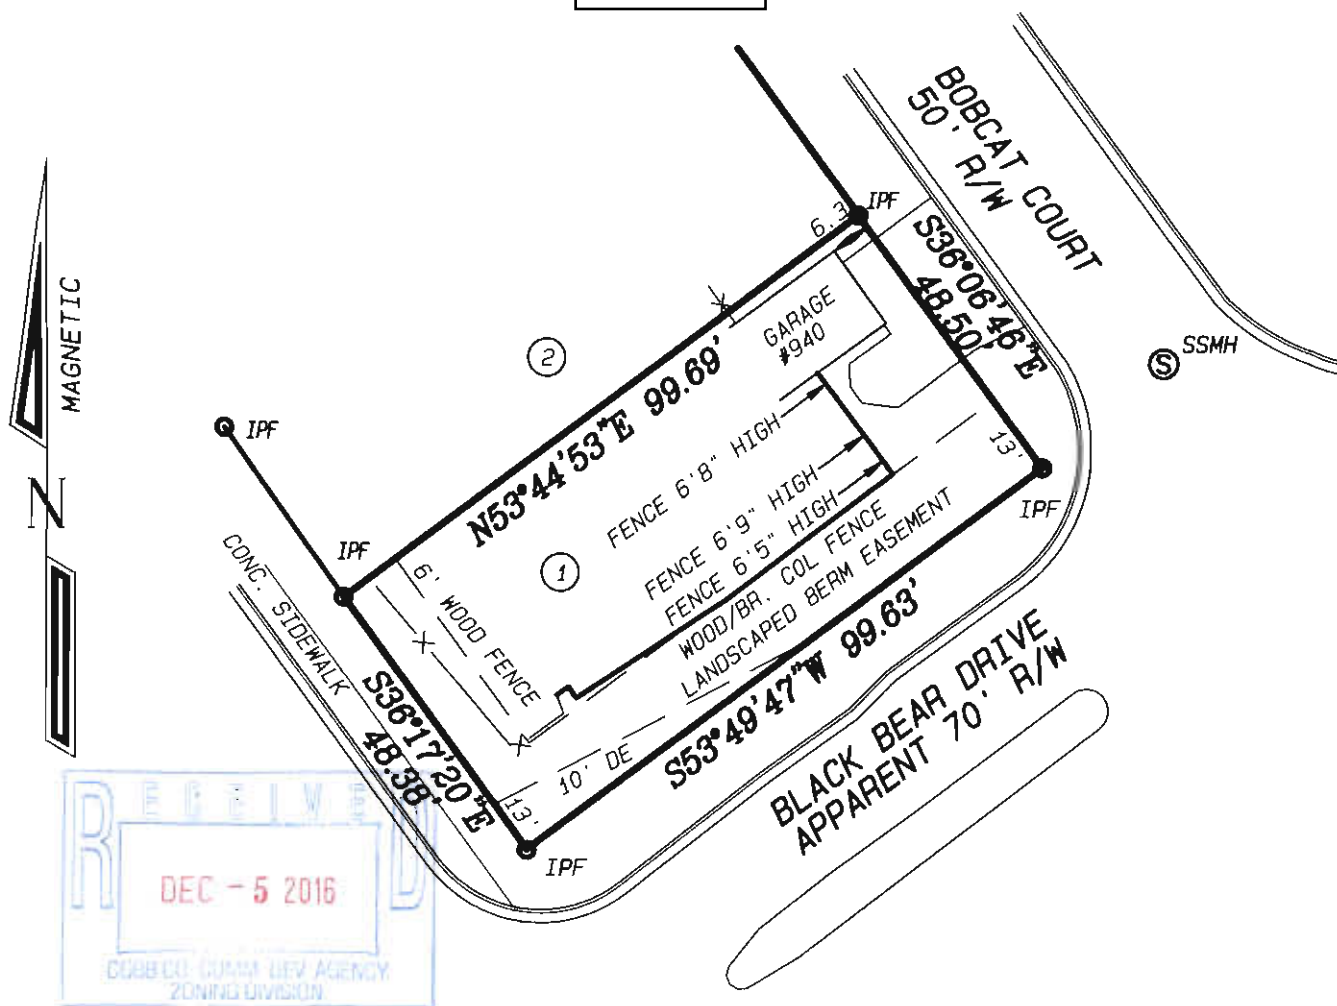 BOBCAT COURT
50' R/W
IPF
6.3
S36°06'46"E
48.50'
MAGNETIC
N
GARAGE
#940
SSMH
S
2
N53°44'53"E 99.69'
IPF
FENCE 6'8" HIGH
13'
IPF
IPF
FENCE 6'9" HIGH
FENCE 6'5" HIGH
WOOD/BR. COL FENCE
LANDSCAPED BERM EASEMENT
1
6' WOOD FENCE
CONC. SIDEWALK
S36°17'20"E
48.38'
S53°49'47"W 99.63'
BLACK BEAR DRIVE
APPARENT 70' R/W
10' DE
13'
IPF
RECEIVED
DEC - 5 2016
COBB CO. COMM. DEV. AGENCY
ZONING DIVISION